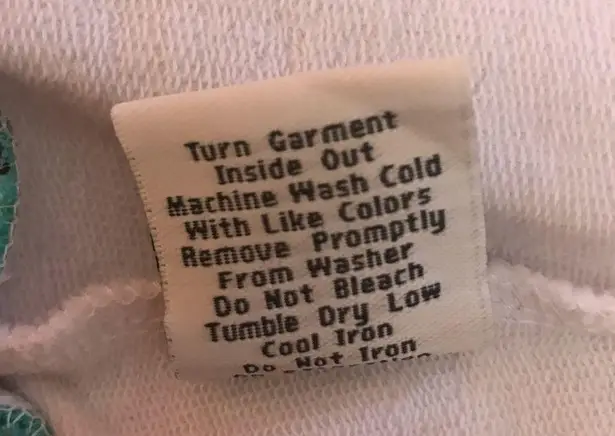 Turn Garment
Inside Out
Machine Wash Cold
With Like Colors
Remove Promptly
From Washer
Do Not Bleach
Tumble Dry Low
Cool Iron
Do Not Iron